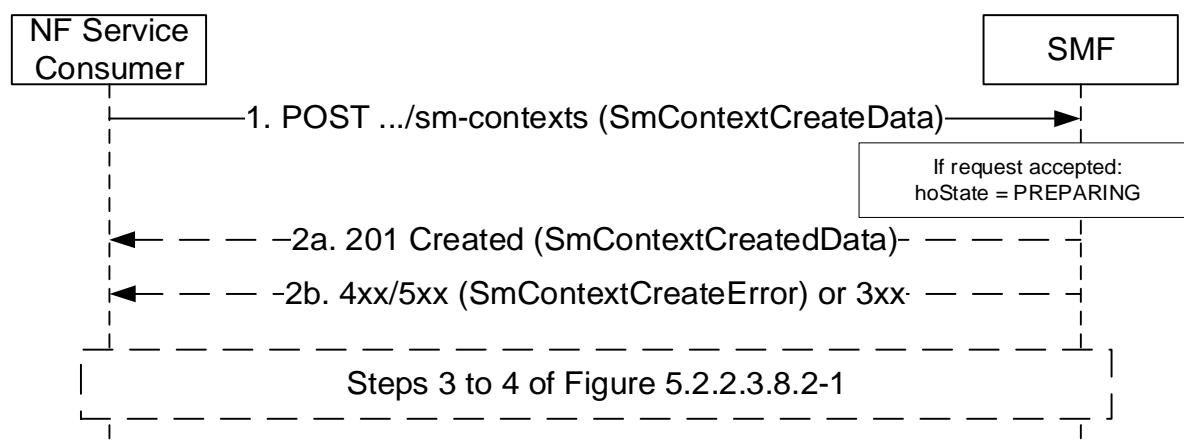 NF Service
Consumer
SMF
1. POST .../sm-contexts (SmContextCreateData)
If request accepted:
hoState = PREPARING
2a. 201 Created (SmContextCreatedData)
2b. 4xx/5xx (SmContextCreateError) or 3xx
Steps 3 to 4 of Figure 5.2.2.3.8.2-1